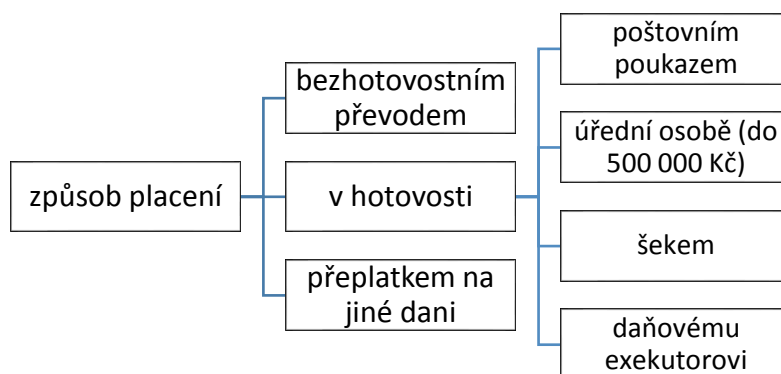 způsob placení
bezhotovostním
převodem
v hotovosti
přeplatkem na
jiné dani
poštovním
poukazem
úřední osobě (do
500 000 Kč)
šekem
daňovému
exekutorovi